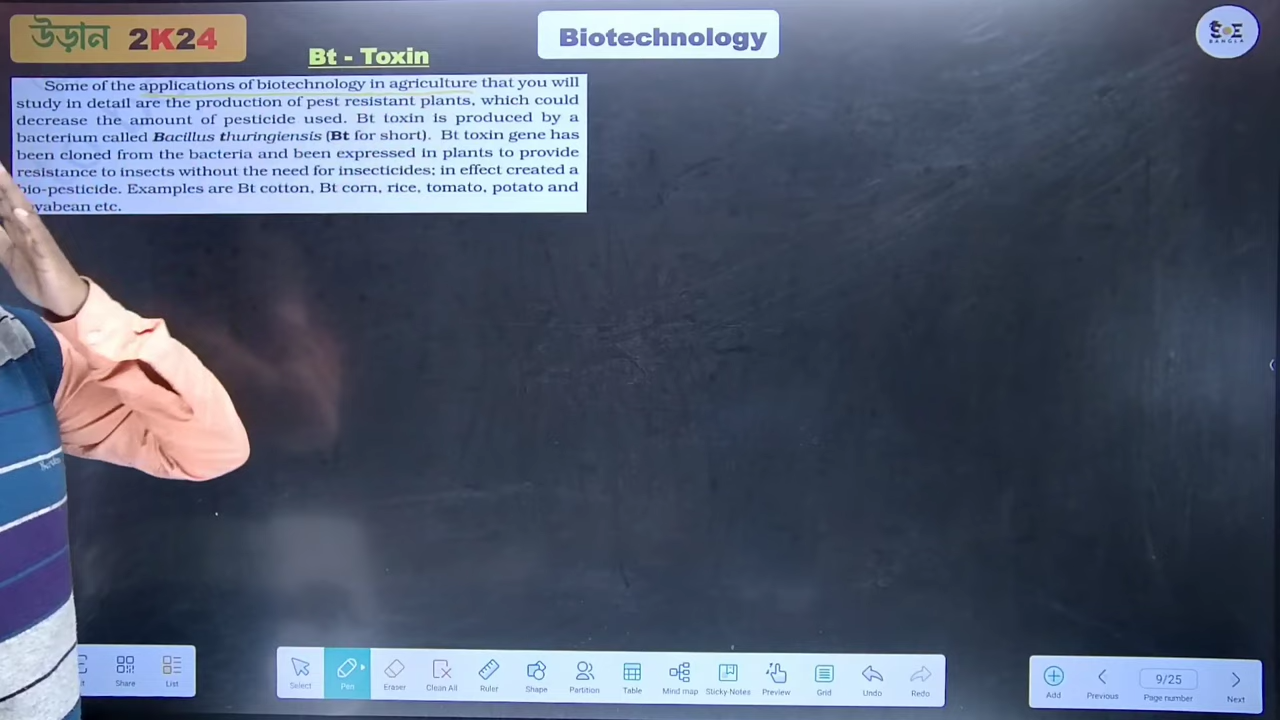 উড়ান 2K24
Biotechnology
SOE
BANGLA
Bt - Toxin
Some of the applications of biotechnology in agriculture that you will
study in detail are the production of pest resistant plants, which could
decrease the amount of pesticide used. Bt toxin is produced by a
bacterium called Bacillus thuringiensis (Bt for short). Bt toxin gene has
been cloned from the bacteria and been expressed in plants to provide
resistance to insects without the need for insecticides; in effect created a
bio-pesticide. Examples are Bt cotton, Bt corn, rice, tomato, potato and
yabean etc.
Share List Select Pen Eraser Clean All Ruler Shape Partition Table Mind map Sticky Notes Preview Grid Undo Redo Add Previous 9/25 Page number Next